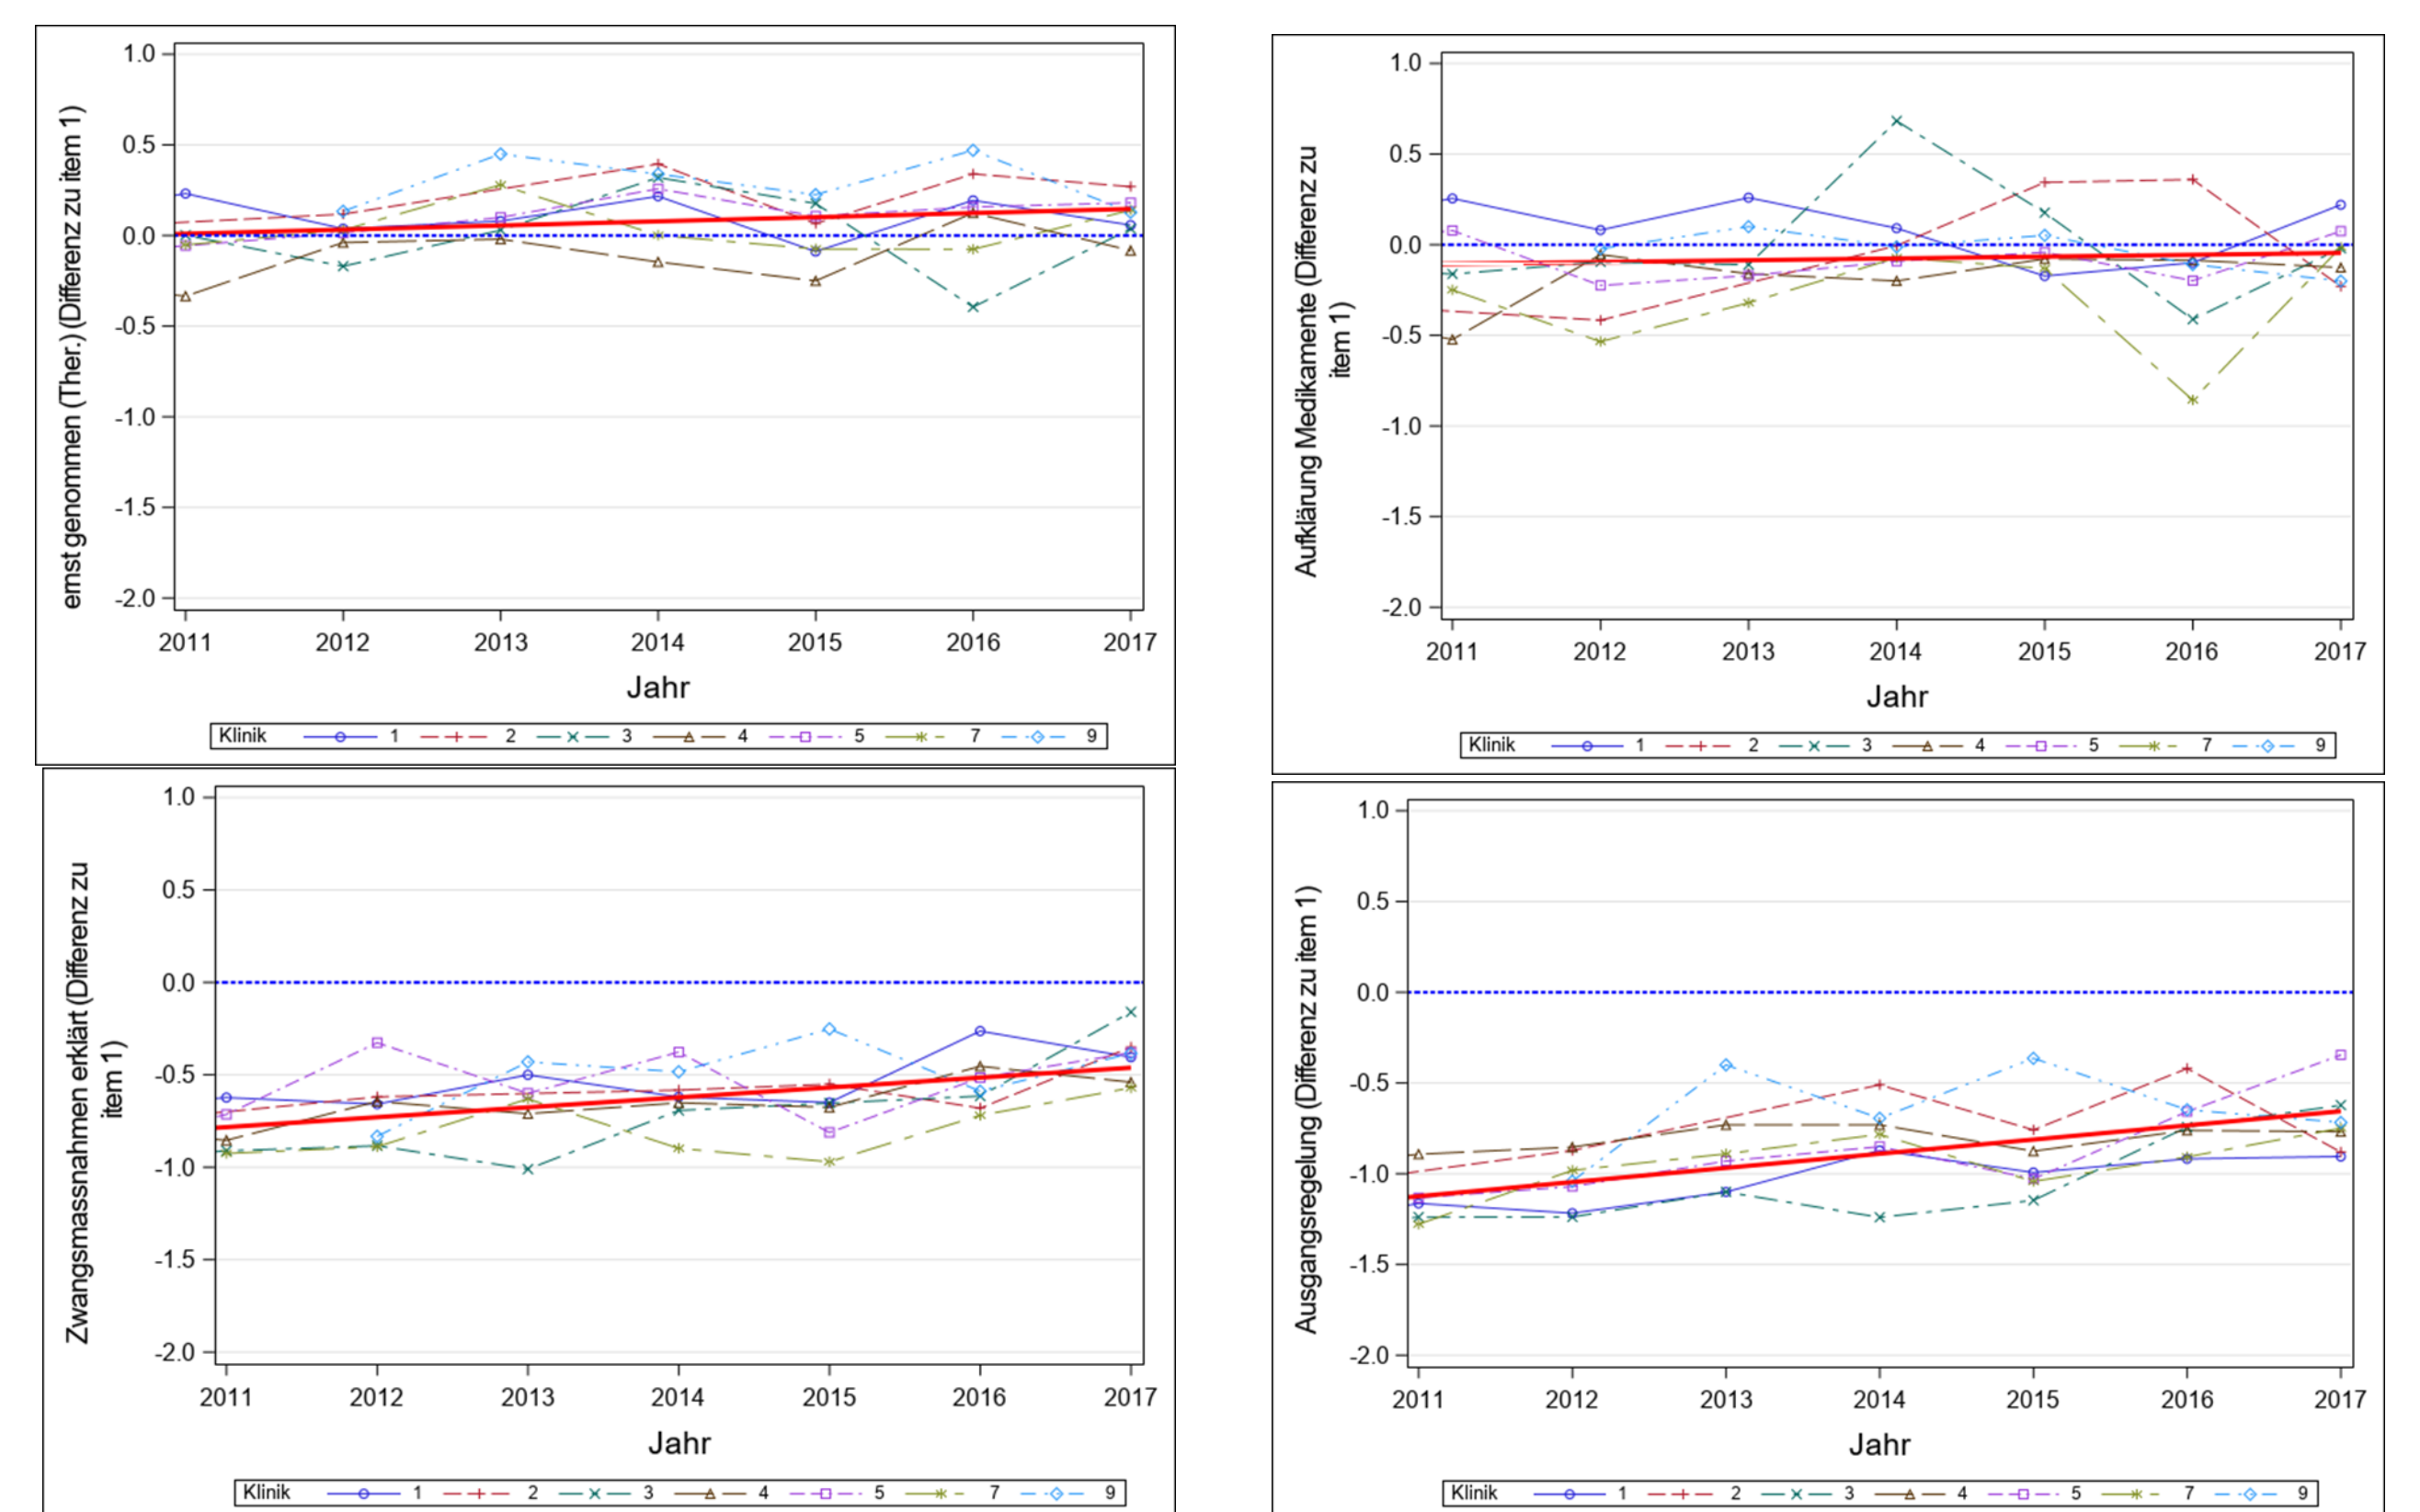 ernst genommen (Ther.) (Differenz zu item 1)
1.0
0.5
0.0
-0.5
-1.0
-1.5
-2.0
2011 2012 2013 2014 2015 2016 2017
Jahr
Klinik 1 2 3 4 5 7 9
Aufklärung Medikamente (Differenz zu
item 1)
1.0
0.5
0.0
-0.5
-1.0
-1.5
-2.0
2011 2012 2013 2014 2015 2016 2017
Jahr
Klinik 1 2 3 4 5 7 9
Zwangsmassnahmen erklärt (Differenz zu
item 1)
1.0
0.5
0.0
-0.5
-1.0
-1.5
-2.0
2011 2012 2013 2014 2015 2016 2017
Jahr
Klinik 1 2 3 4 5 7 9
Ausgangsregelung (Differenz zu item 1)
1.0
0.5
0.0
-0.5
-1.0
-1.5
-2.0
2011 2012 2013 2014 2015 2016 2017
Jahr
Klinik 1 2 3 4 5 7 9